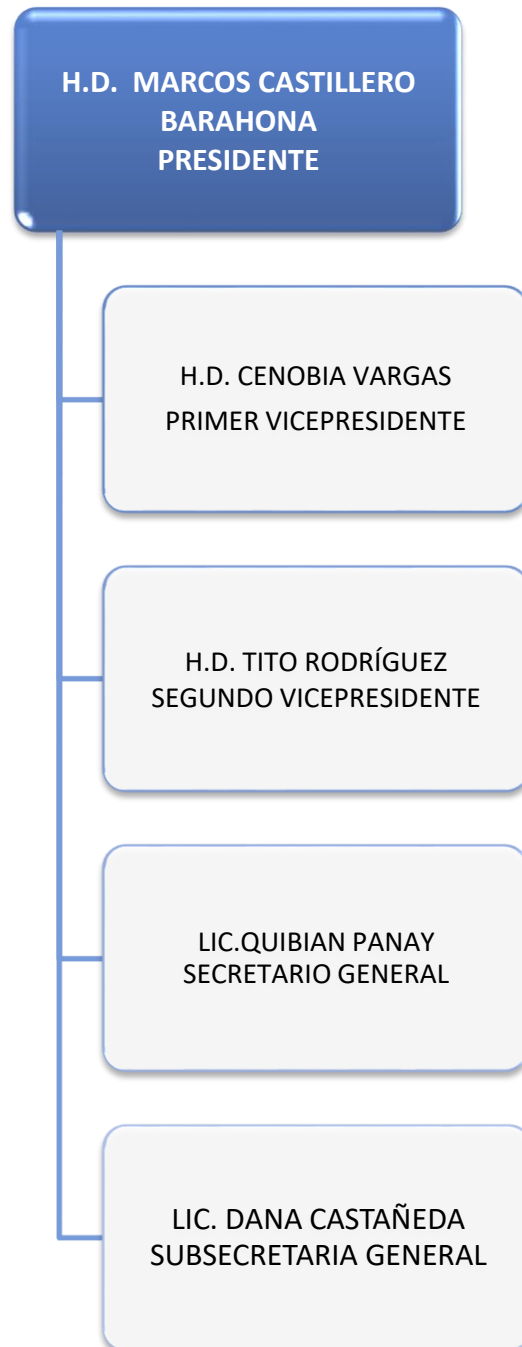 H.D. MARCOS CASTILLERO
BARAHONA
PRESIDENTE
H.D. CENOBIA VARGAS
PRIMER VICEPRESIDENTE
H.D. TITO RODRÍGUEZ
SEGUNDO VICEPRESIDENTE
LIC.QUIBIAN PANAY
SECRETARIO GENERAL
LIC. DANA CASTAÑEDA
SUBSECRETARIA GENERAL